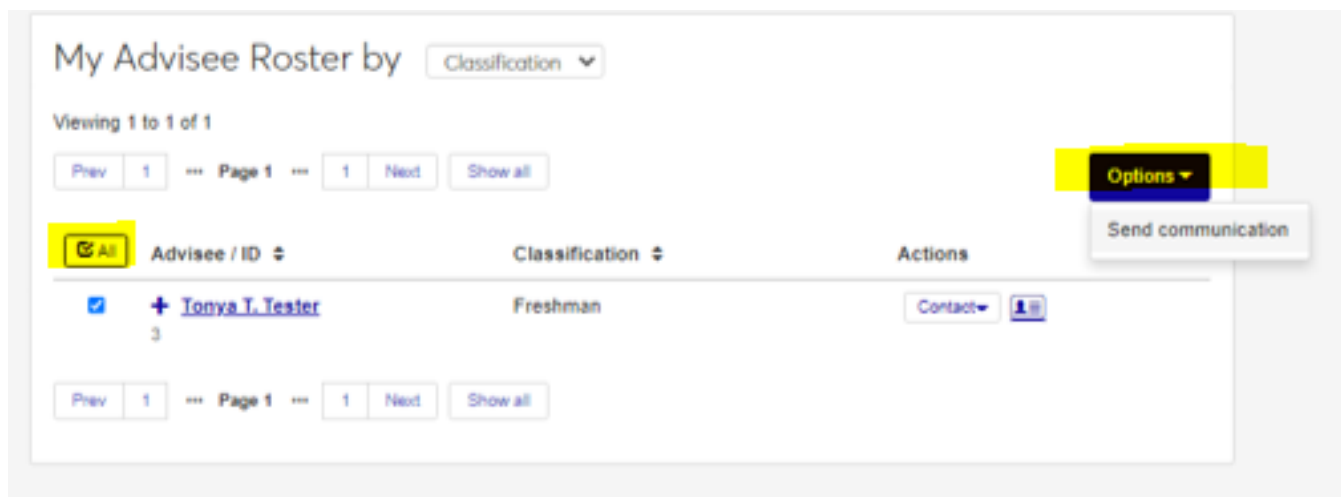 My Advisee Roster by Classification
Viewing 1 to 1 of 1
Prev 1 ··· Page 1 ··· 1 Next Show all
Options
Send communication
All Advisee / ID Classification Actions
Tonya T. Tester Freshman Contact
3
Prev 1 ··· Page 1 ··· 1 Next Show all